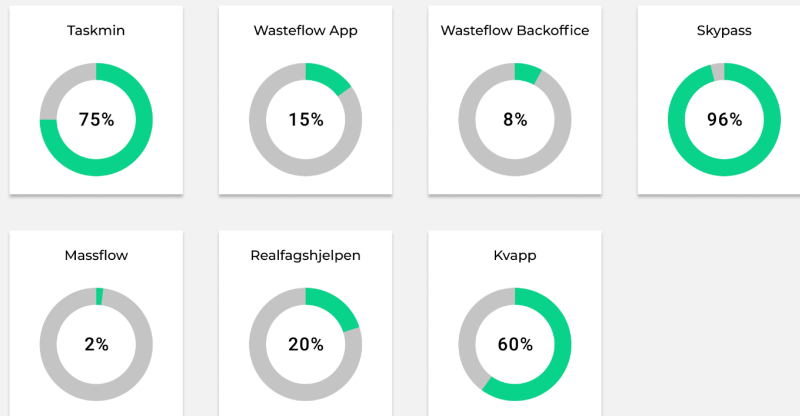 Taskmin
75%
Wasteflow App
15%
Wasteflow Backoffice
8%
Skypass
96%
Massflow
2%
Realfagshjelpen
20%
Kvapp
60%